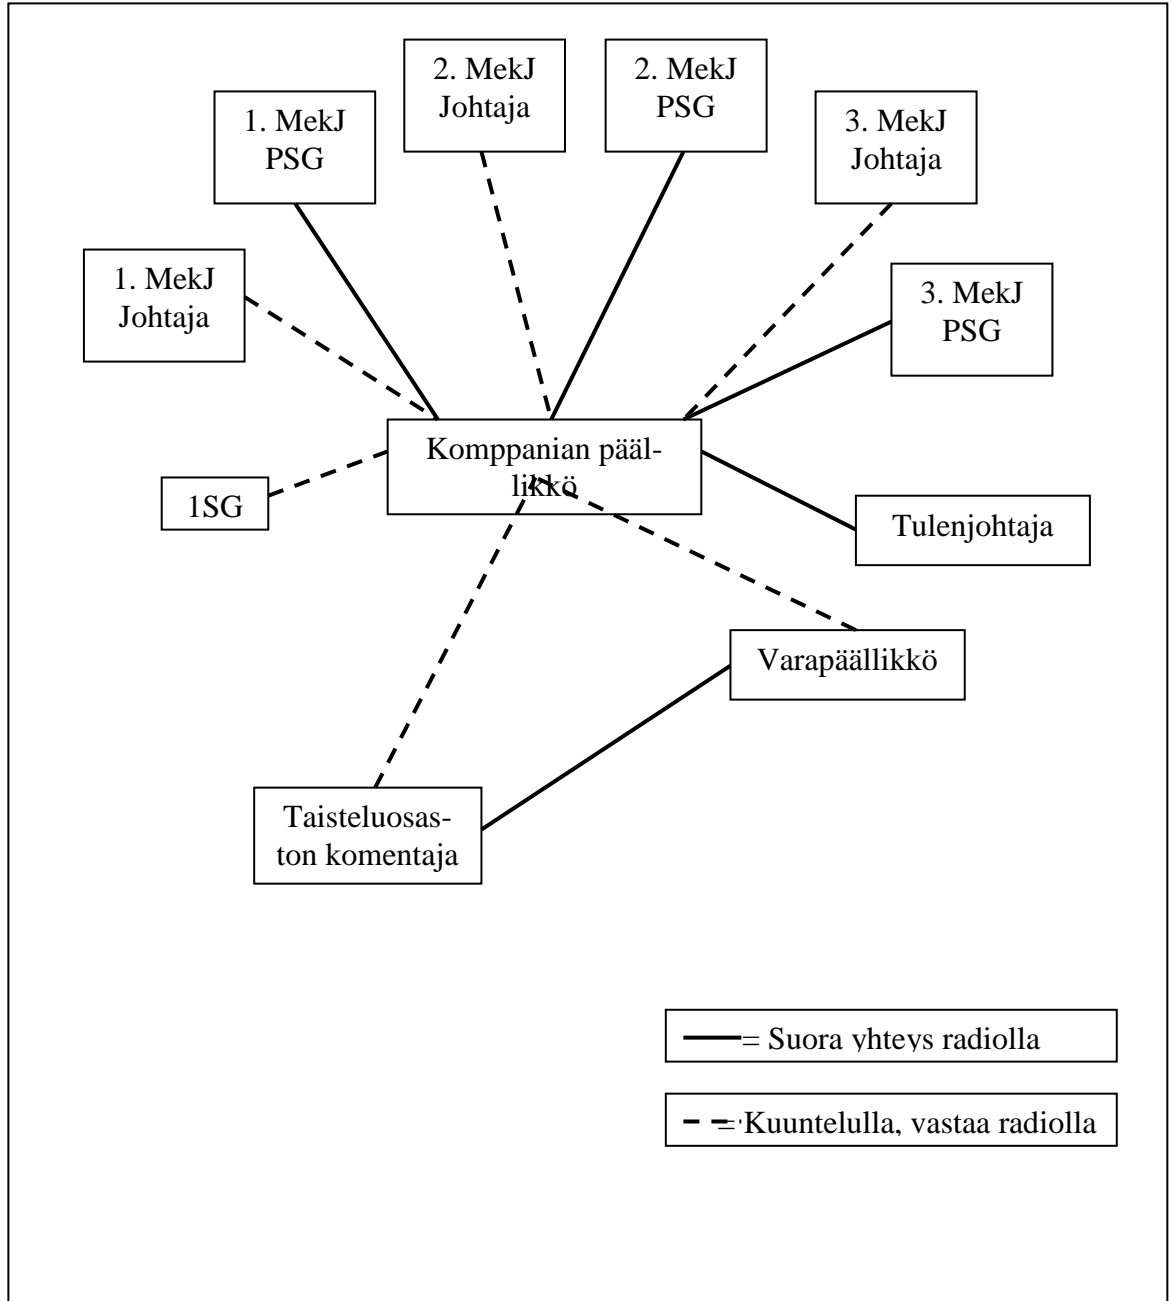 2. MekJ
Johtaja
2. MekJ
PSG
1. MekJ
PSG
3. MekJ
Johtaja
1. MekJ
Johtaja
3. MekJ
PSG
Komppanian pääl-
likkö
1SG
Tulenjohtaja
Varapäällikkö
Taisteluosas-
ton komentaja
= Suora yhteys radiolla
= Kuuntelulla, vastaa radiolla